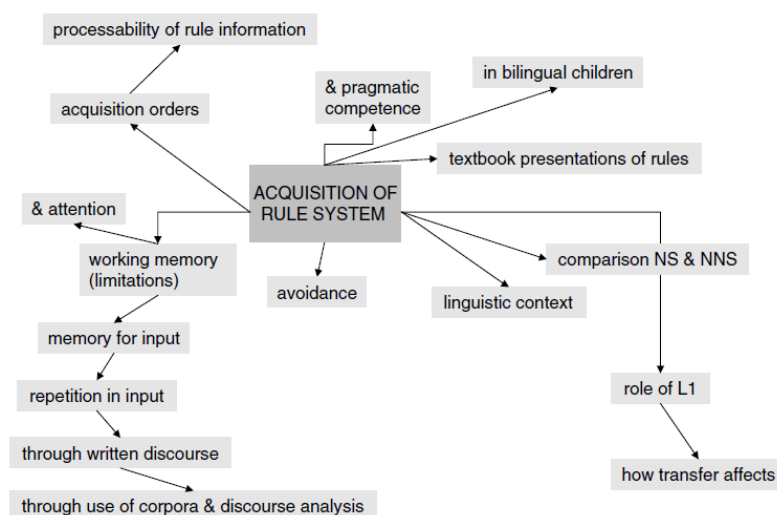 processability of rule information
in bilingual children
& pragmatic
competence
acquisition orders
textbook presentations of rules
ACQUISITION OF
RULE SYSTEM
& attention
working memory
(limitations)
comparison NS & NNS
avoidance
linguistic context
memory for input
repetition in input
role of L1
through written discourse
how transfer affects
through use of corpora & discourse analysis